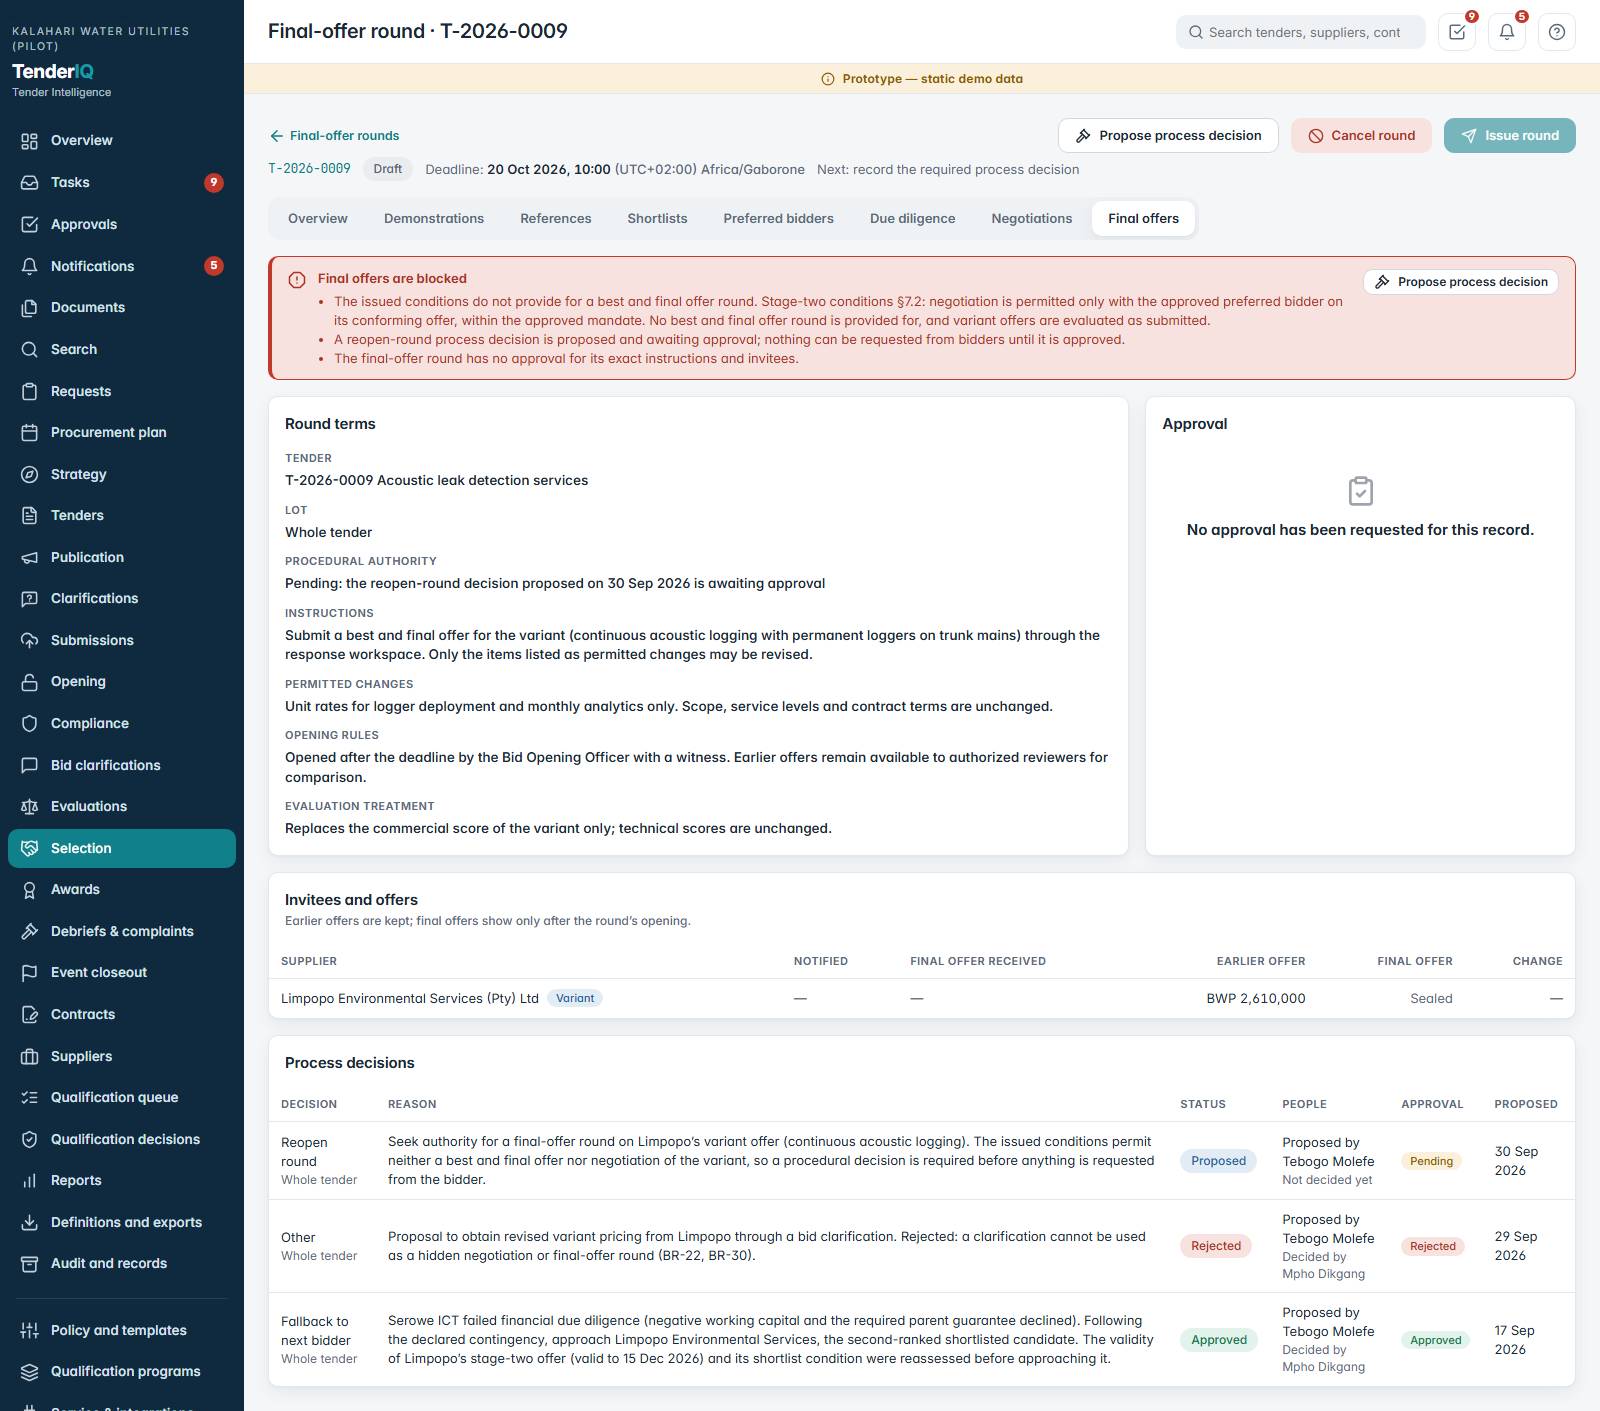 KALAHARI WATER UTILITIES
(PILOT)
TenderIQ
Tender Intelligence
Overview
Tasks 9
Approvals
Notifications 5
Documents
Search
Requests
Procurement plan
Strategy
Tenders
Publication
Clarifications
Submissions
Opening
Compliance
Bid clarifications
Evaluations
Selection
Awards
Debriefs & complaints
Event closeout
Contracts
Suppliers
Qualification queue
Qualification decisions
Reports
Definitions and exports
Audit and records
Policy and templates
Qualification programs
Final-offer round · T-2026-0009
Search tenders, suppliers, cont
9
5
Prototype — static demo data
Final-offer rounds
Propose process decision
Cancel round
Issue round
T-2026-0009 Draft Deadline: 20 Oct 2026, 10:00 (UTC+02:00) Africa/Gaborone Next: record the required process decision
Overview Demonstrations References Shortlists Preferred bidders Due diligence Negotiations Final offers
Final offers are blocked
Propose process decision
• The issued conditions do not provide for a best and final offer round. Stage-two conditions §7.2: negotiation is permitted only with the approved preferred bidder on
its conforming offer, within the approved mandate. No best and final offer round is provided for, and variant offers are evaluated as submitted.
• A reopen-round process decision is proposed and awaiting approval; nothing can be requested from bidders until it is approved.
• The final-offer round has no approval for its exact instructions and invitees.
Round terms
TENDER
T-2026-0009 Acoustic leak detection services
LOT
Whole tender
PROCEDURAL AUTHORITY
Pending: the reopen-round decision proposed on 30 Sep 2026 is awaiting approval
INSTRUCTIONS
Submit a best and final offer for the variant (continuous acoustic logging with permanent loggers on trunk mains) through the
response workspace. Only the items listed as permitted changes may be revised.
PERMITTED CHANGES
Unit rates for logger deployment and monthly analytics only. Scope, service levels and contract terms are unchanged.
OPENING RULES
Opened after the deadline by the Bid Opening Officer with a witness. Earlier offers remain available to authorized reviewers for
comparison.
EVALUATION TREATMENT
Replaces the commercial score of the variant only; technical scores are unchanged.
Approval
No approval has been requested for this record.
Invitees and offers
Earlier offers are kept; final offers show only after the round's opening.
SUPPLIER NOTIFIED FINAL OFFER RECEIVED EARLIER OFFER FINAL OFFER CHANGE
Limpopo Environmental Services (Pty) Ltd Variant — — BWP 2,610,000 Sealed —
Process decisions
DECISION REASON STATUS PEOPLE APPROVAL PROPOSED
Reopen
round
Whole tender
Seek authority for a final-offer round on Limpopo's variant offer (continuous acoustic logging). The issued conditions permit
neither a best and final offer nor negotiation of the variant, so a procedural decision is required before anything is requested
from the bidder.
Proposed
Proposed by
Tebogo Molefe
Not decided yet
Pending
30 Sep
2026
Other
Whole tender
Proposal to obtain revised variant pricing from Limpopo through a bid clarification. Rejected: a clarification cannot be used
as a hidden negotiation or final-offer round (BR-22, BR-30).
Rejected
Proposed by
Tebogo Molefe
Decided by
Mpho Dikgang
Rejected
29 Sep
2026
Fallback to
next bidder
Whole tender
Serowe ICT failed financial due diligence (negative working capital and the required parent guarantee declined). Following
the declared contingency, approach Limpopo Environmental Services, the second-ranked shortlisted candidate. The validity
of Limpopo's stage-two offer (valid to 15 Dec 2026) and its shortlist condition were reassessed before approaching it.
Approved
Proposed by
Tebogo Molefe
Decided by
Mpho Dikgang
Approved
17 Sep
2026